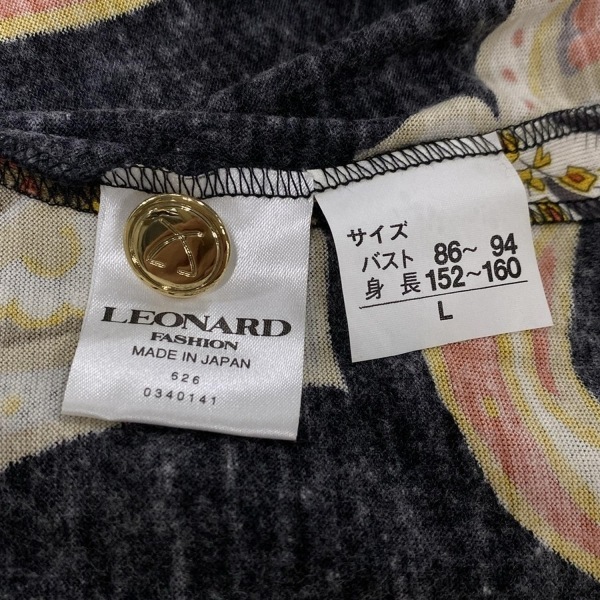 LEONARD
FASHION
MADE IN JAPAN
626
0340141
サイズ
バスト 86～ 94
身 長 152～160
L